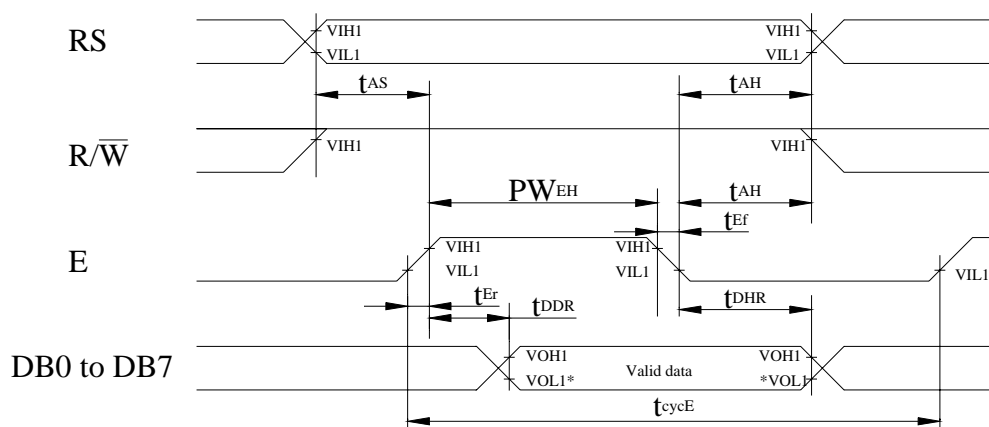 RS
VIH1 VIH1
VIL1 VIL1
tAS tAH
R/W̅
VIH1 VIH1
PWEH tAH
tEf
E
VIH1 VIH1
VIL1 VIL1 VIL1
tEr tDDR tDHR
DB0 to DB7
VOH1 VOH1
VOL1* Valid data *VOL1
tcycE